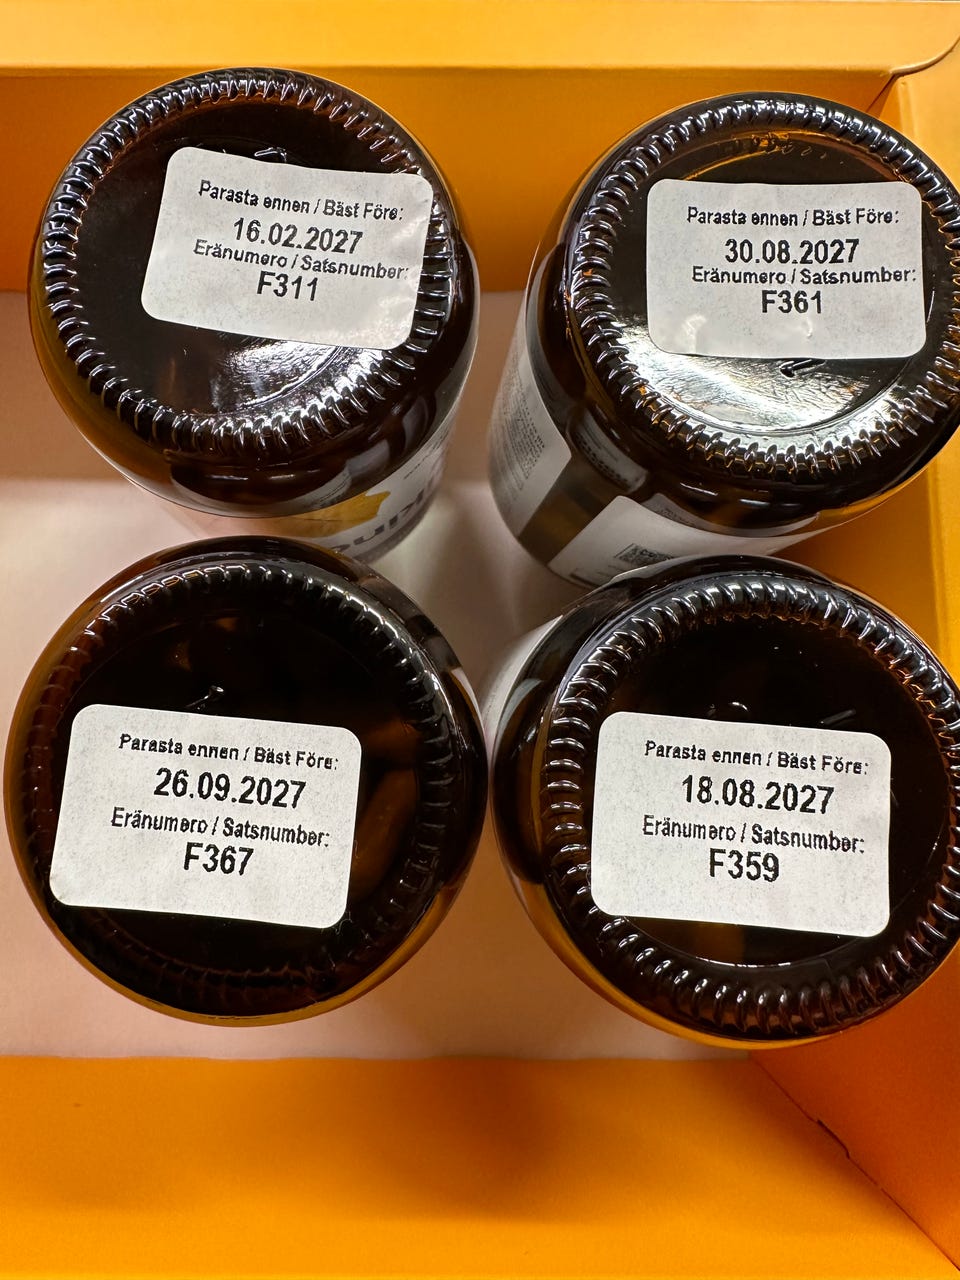 Parasta ennen / Bäst Före:
16.02.2027
Eränumero / Satsnumber:
F311
Parasta ennen / Bäst Före:
30.08.2027
Eränumero / Satsnumber:
F361
Parasta ennen / Bäst Före:
26.09.2027
Eränumero / Satsnumber:
F367
Parasta ennen / Bäst Före:
18.08.2027
Eränumero / Satsnumber:
F359